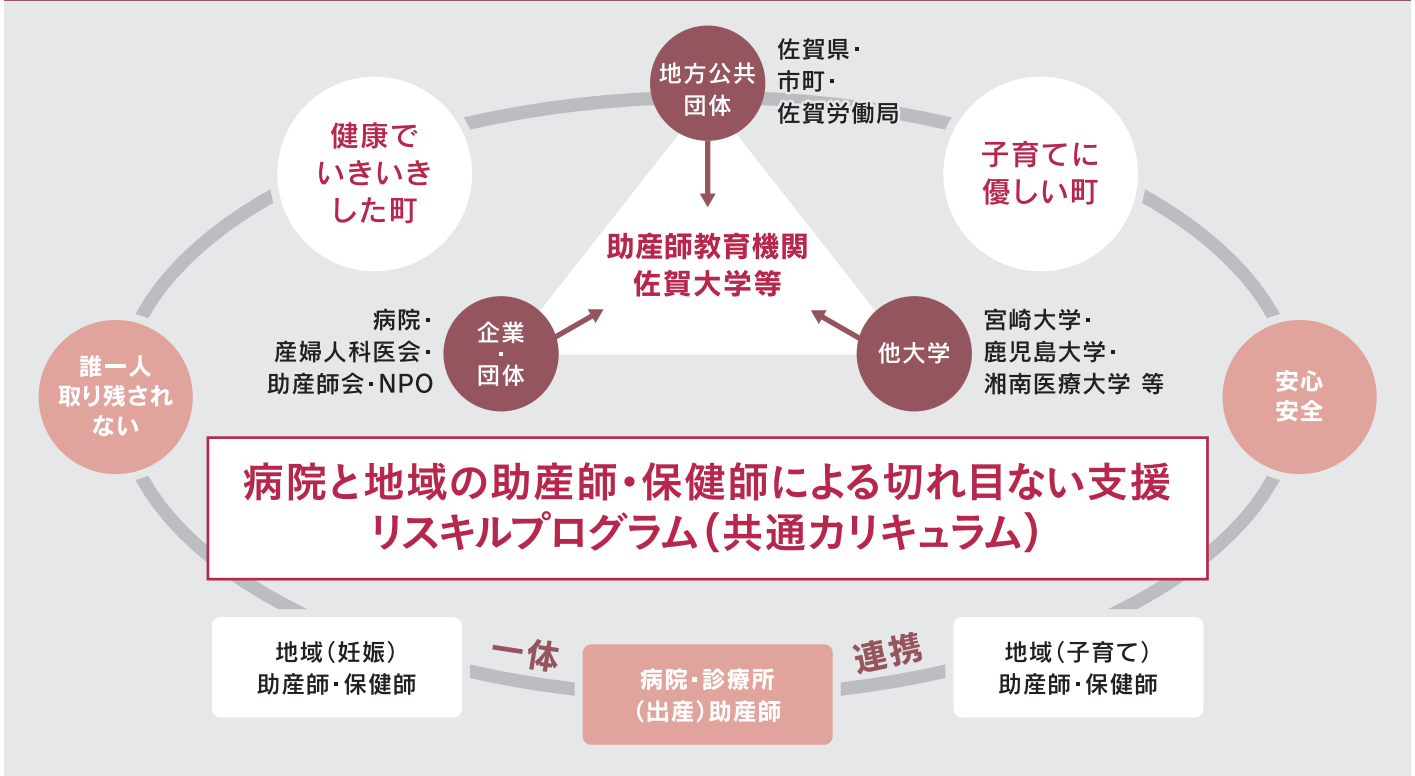 地方公共
団体
佐賀県・
市町・
佐賀労働局
健康で
いきいき
した町
子育てに
優しい町
助産師教育機関
佐賀大学等
病院・
産婦人科医会・
助産師会・NPO
企業
・
団体
他大学
宮崎大学・
鹿児島大学・
湘南医療大学 等
誰一人
取り残され
ない
安心
安全
病院と地域の助産師・保健師による切れ目ない支援
リスキルプログラム(共通カリキュラム)
地域(妊娠)
助産師・保健師
一体
病院・診療所
(出産)助産師
連携
地域(子育て)
助産師・保健師